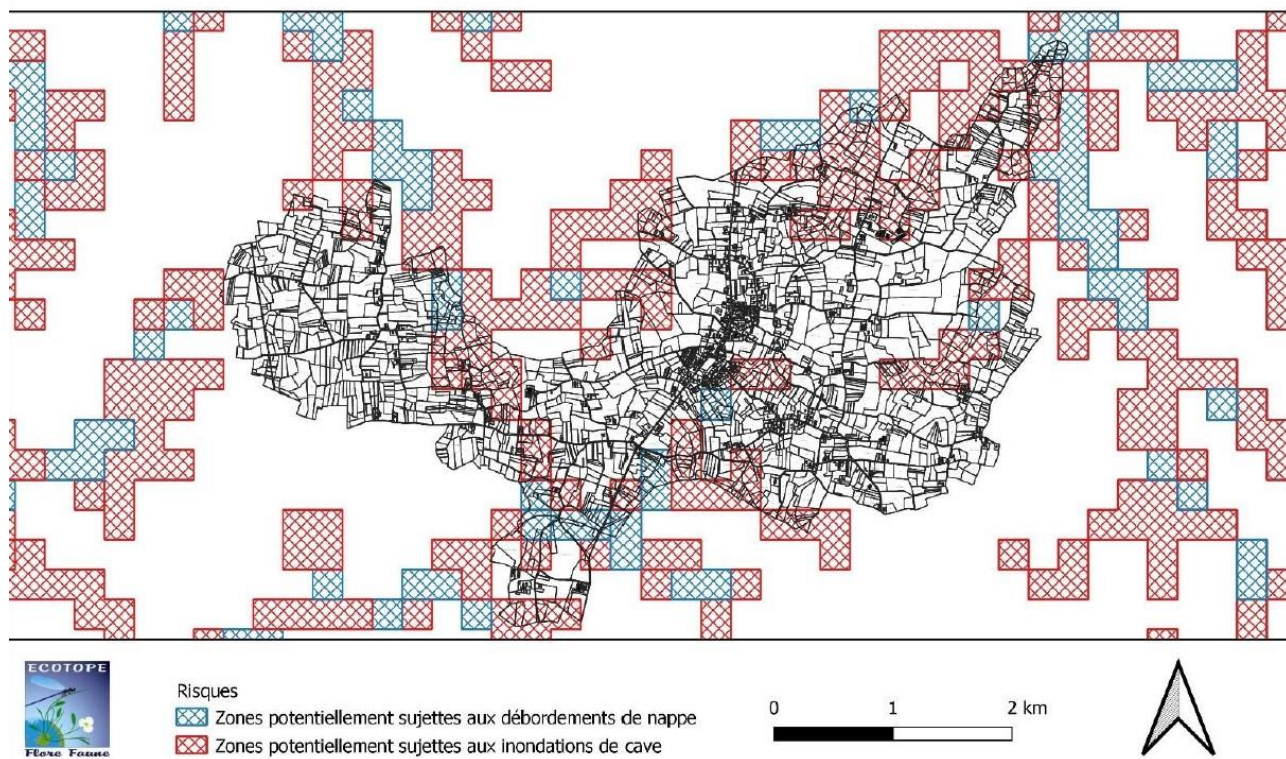 ECOTOPE
Flore Faune
Risques
Zones potentiellement sujettes aux débordements de nappe
Zones potentiellement sujettes aux inondations de cave
0 1 2 km